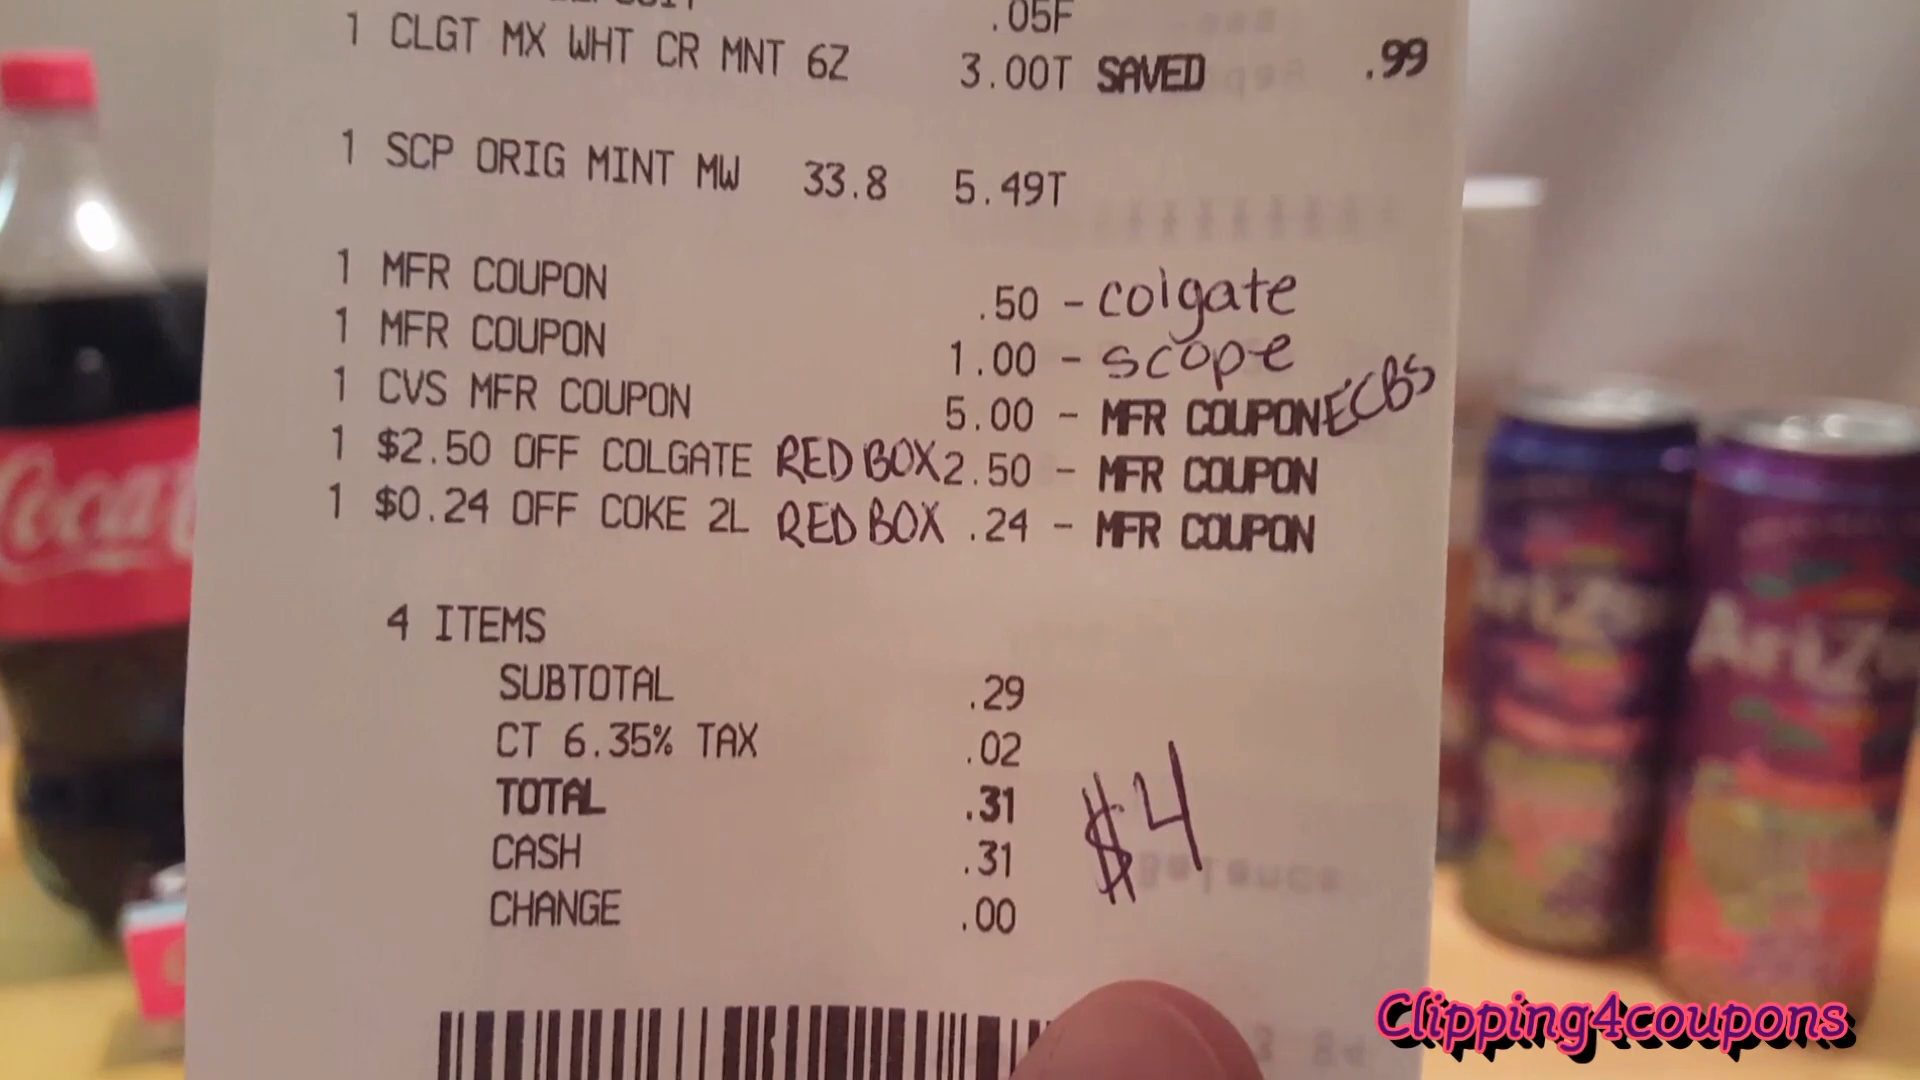 .05F
1 CLGT MX WHT CR MNT 6Z 3.00T SAVED .99
1 SCP ORIG MINT MW 33.8 5.49T
1 MFR COUPON .50 - colgate
1 MFR COUPON 1.00 - scope
1 CVS MFR COUPON 5.00 - MFR COUPON ECBS
1 $2.50 OFF COLGATE RED BOX 2.50 - MFR COUPON
1 $0.24 OFF COKE 2L RED BOX .24 - MFR COUPON
4 ITEMS
SUBTOTAL .29
CT 6.35% TAX .02
TOTAL .31
CASH .31
CHANGE .00
$4
Coca
AriZ
AriZ
Clipping4coupons